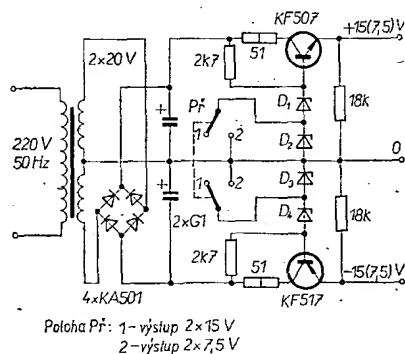 KF507
+15(7,5)V
51
2k7
2×20 V
Př
D1
18k
1
2
D2
220 V
50 Hz
0
D3
1
2
D4
2×G1
18k
2k7
51
4×KA501
KF517
-15(7,5)V
Poloha Př: 1-výstup 2×15 V
2-výstup 2×7,5 V